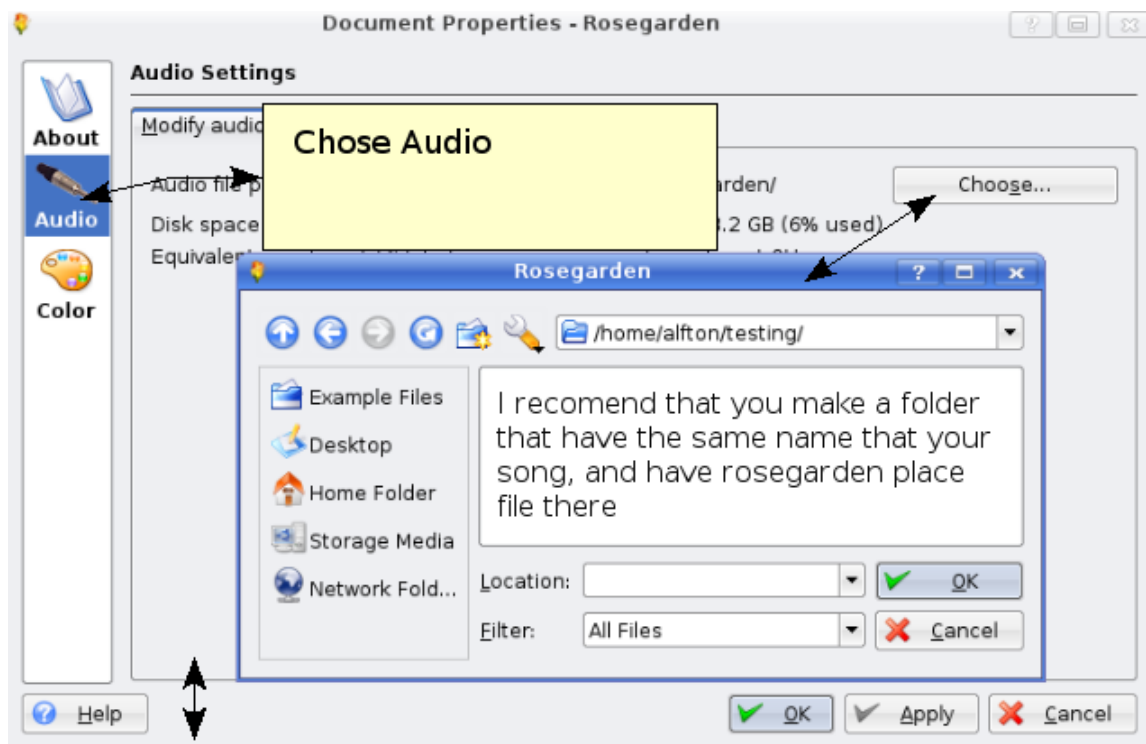 Document Properties - Rosegarden
Audio Settings
About
Audio
Color
Modify audio
Chose Audio
Audio file p
arden/
Choose...
Disk space
.2 GB (6% used)
Rosegarden
/home/alfton/testing/
Example Files
Desktop
Home Folder
Storage Media
Network Fold...
I recomend that you make a folder
that have the same name that your
song, and have rosegarden place
file there
Location:
OK
Filter: All Files
Cancel
Help
OK
Apply
Cancel